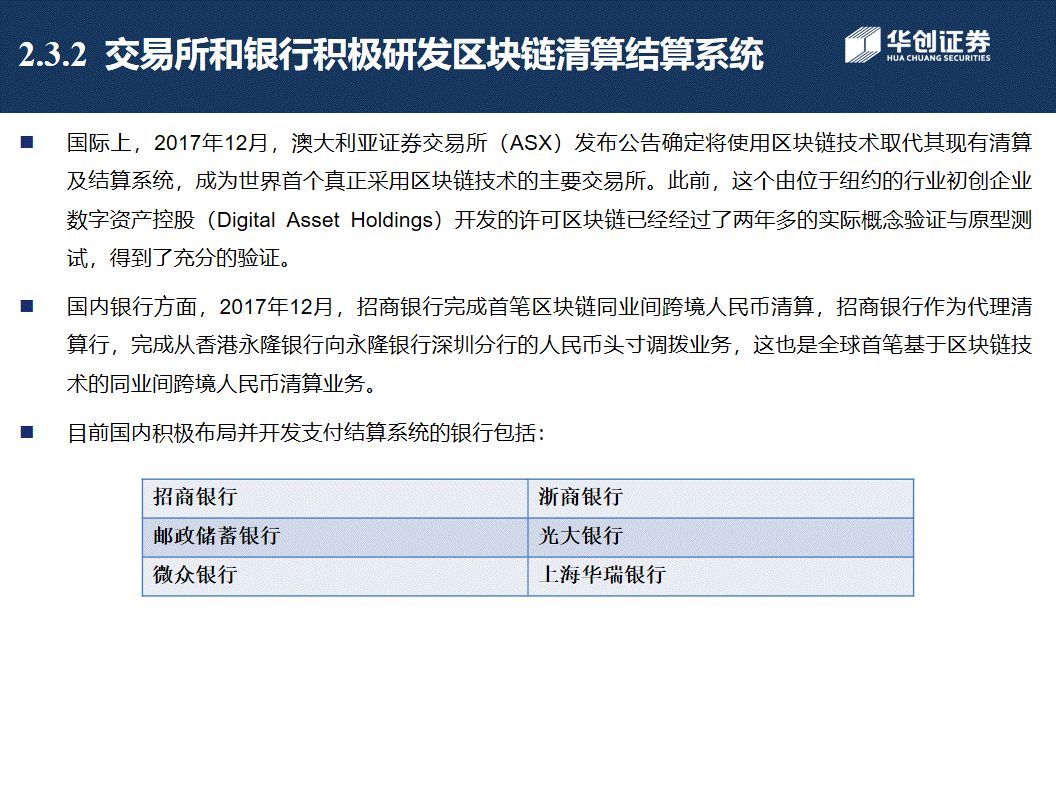 2.3.2 交易所和银行积极研发区块链清算结算系统
华创证券
HUA CHUANG SECURITIES
国际上，2017年12月，澳大利亚证券交易所（ASX）发布公告确定将使用区块链技术取代其现有清算
及结算系统，成为世界首个真正采用区块链技术的主要交易所。此前，这个由位于纽约的行业初创企业
数字资产控股（Digital Asset Holdings）开发的许可区块链已经经过了两年多的实际概念验证与原型测
试，得到了充分的验证。
国内银行方面，2017年12月，招商银行完成首笔区块链同业间跨境人民币清算，招商银行作为代理清
算行，完成从香港永隆银行向永隆银行深圳分行的人民币头寸调拨业务，这也是全球首笔基于区块链技
术的同业间跨境人民币清算业务。
目前国内积极布局并开发支付结算系统的银行包括：
招商银行 浙商银行
邮政储蓄银行 光大银行
微众银行 上海华瑞银行